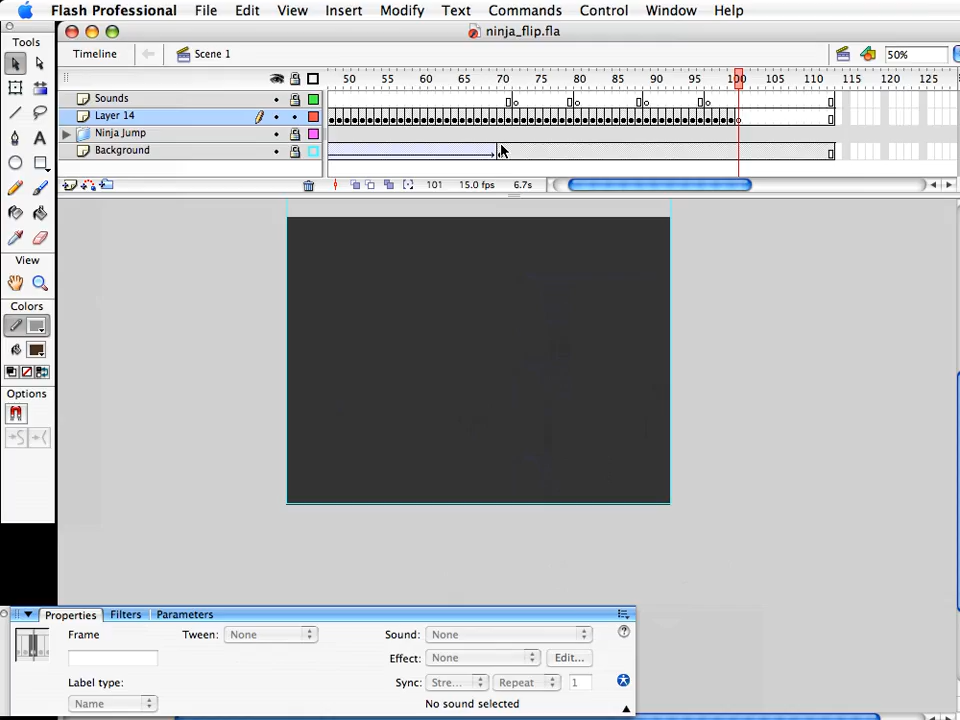 Flash Professional File Edit View Insert Modify Text Commands Control Window Help
ninja_flip.fla
Tools
Timeline Scene 1 50%
50 55 60 65 70 75 80 85 90 95 100 105 110 115 120 125
Sounds
Layer 14
Ninja Jump
Background
101 15.0 fps 6.7s
View
Colors
Options
Properties Filters Parameters
Frame Tween: None Sound: None
Effect: None Edit...
Label type: Sync: Stre... Repeat 1
Name No sound selected